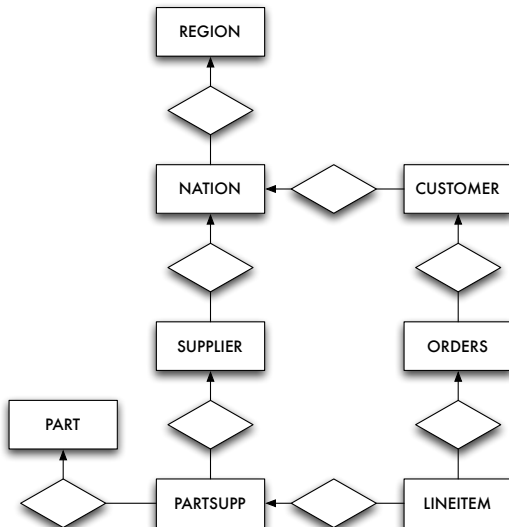 REGION
NATION
CUSTOMER
SUPPLIER
ORDERS
PART
PARTSUPP
LINEITEM